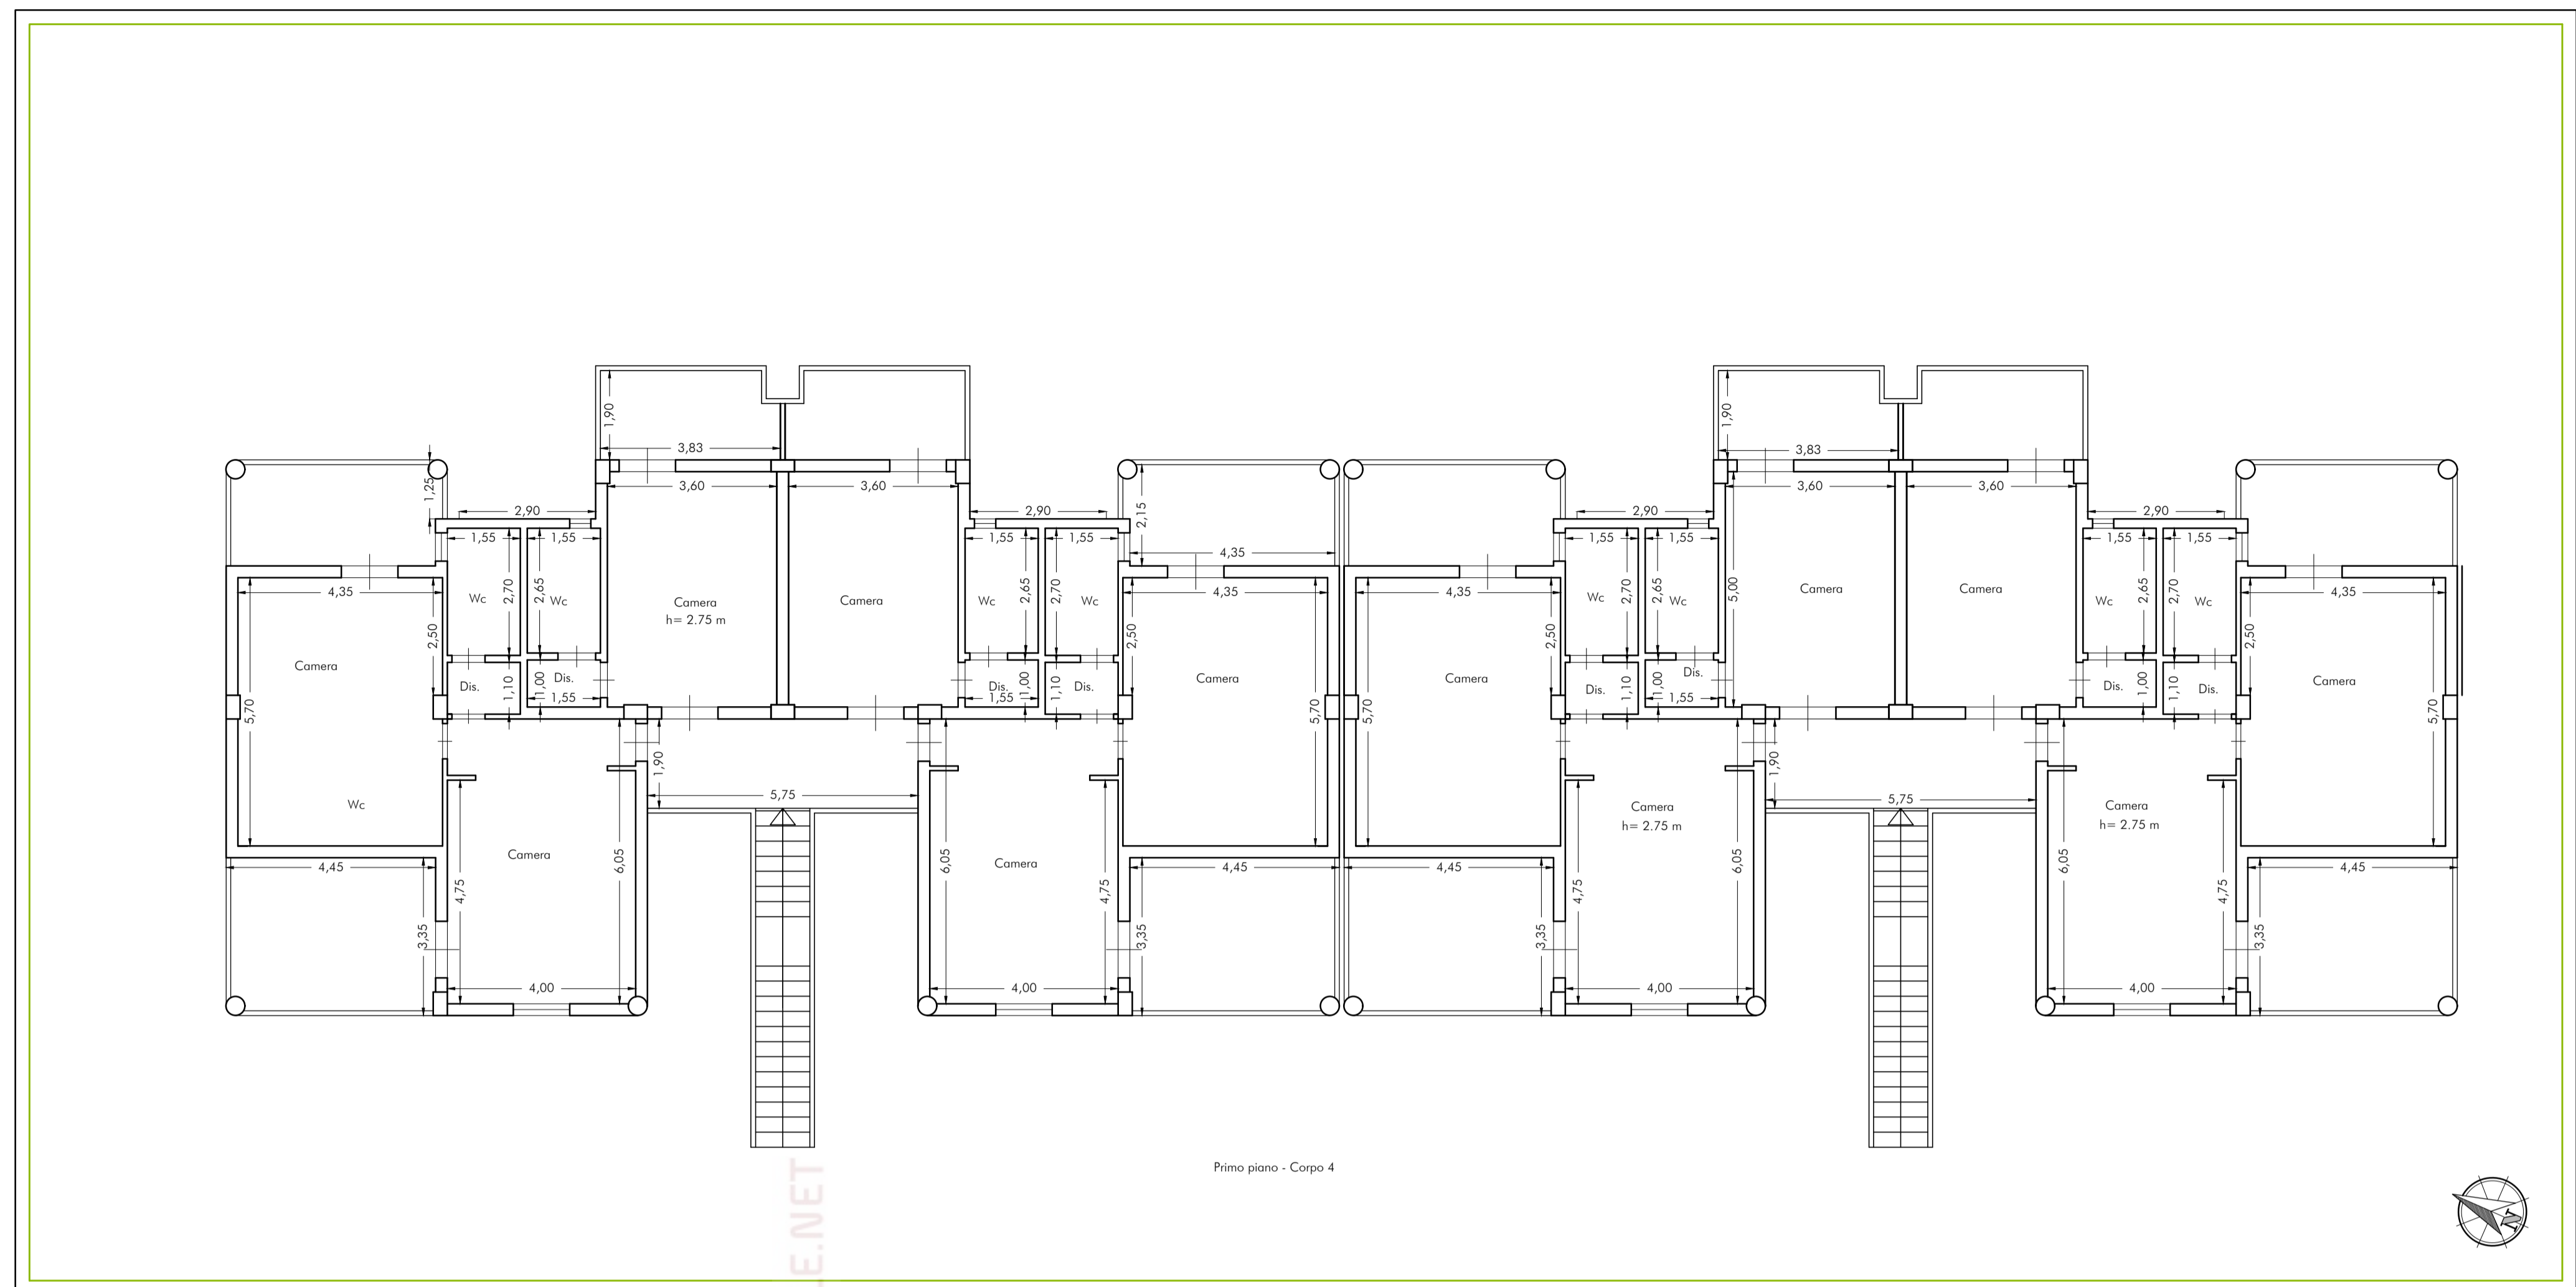 1,90
1,90
3,83
3,83
1,25
3,60
3,60
3,60
3,60
2,90
2,90
2,15
2,90
2,90
1,55
1,55
1,55
1,55
1,55
1,55
1,55
1,55
4,35
4,35
4,35
4,35
4,35
Wc
2,70
2,65
Wc
Camera
h= 2.75 m
Camera
Wc
2,65
2,70
Wc
Wc
2,70
2,65
Wc
5,00
Camera
Camera
Wc
2,65
2,70
Wc
2,50
2,50
2,50
2,50
Camera
Camera
Camera
Camera
Dis.
1,10
1,00
Dis.
1,55
Dis.
1,00
1,55
1,10
Dis.
Dis.
1,10
1,00
Dis.
1,55
Dis.
1,00
1,10
Dis.
5,70
5,70
5,70
5,70
1,90
1,90
5,75
5,75
Wc
Camera
h= 2.75 m
Camera
h= 2.75 m
Camera
Camera
6,05
6,05
6,05
6,05
4,45
4,45
4,45
4,45
4,75
4,75
4,75
4,75
3,35
3,35
3,35
3,35
4,00
4,00
4,00
4,00
Primo piano - Corpo 4
N
E.NET